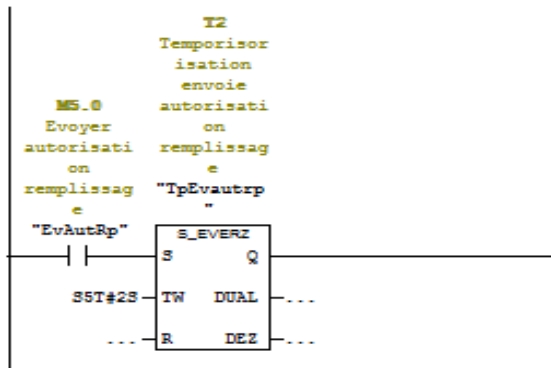 T2
Temporisor
isation
envoie
autorisati
on
remplissag
e
"TpEvautrp
"
M5.0
Evoyer
autorisati
on
remplissag
e
"EvAutRp"
S_EVERZ
S Q
S5T#2S TW DUAL ...
... R DEZ ...